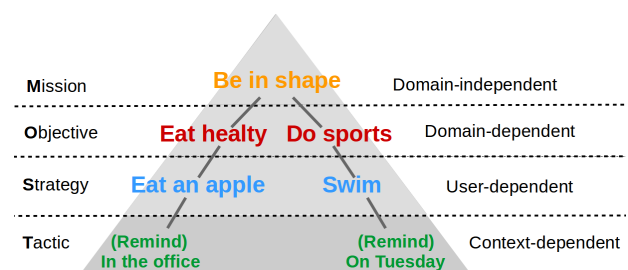 Be in shape
Mission
Domain-independent
Objective
Eat healty
Do sports
Domain-dependent
Strategy
Eat an apple
Swim
User-dependent
(Remind)
(Remind)
Tactic
Context-dependent
In the office
On Tuesday